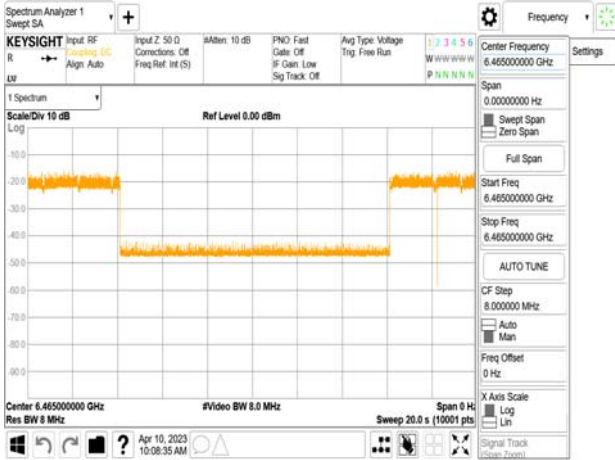 Spectrum Analyzer 1
Swept SA
Frequency
Settings
KEYSIGHT
R
Input: RF
Coupling: DC
Align: Auto
Input Z: 50 Ω
Corrections: Off
Freq Ref: Int (S)
#Atten: 10 dB
PNO: Fast
Gate: Off
IF Gain: Low
Sig Track: Off
Avg Type: Voltage
Trig: Free Run
1 2 3 4 5 6
W W W W W W
P N N N N N
1 Spectrum
Scale/Div 10 dB
Ref Level 0.00 dBm
Log
-10.0
-20.0
-30.0
-40.0
-50.0
-60.0
-70.0
-90.0
Center 6.465000000 GHz
Res BW 8 MHz
#Video BW 8.0 MHz
Span 0 Hz
Sweep 20.0 s (10001 pts
Center Frequency
6.465000000 GHz
Span
0.00000000 Hz
Swept Span
Zero Span
Full Span
Start Freq
6.465000000 GHz
Stop Freq
6.465000000 GHz
AUTO TUNE
CF Step
8.000000 MHz
Auto
Man
Freq Offset
0 Hz
X Axis Scale
Log
Lin
Signal Track
(Span Zoom)
?
Apr 10, 2023
10:08:35 AM